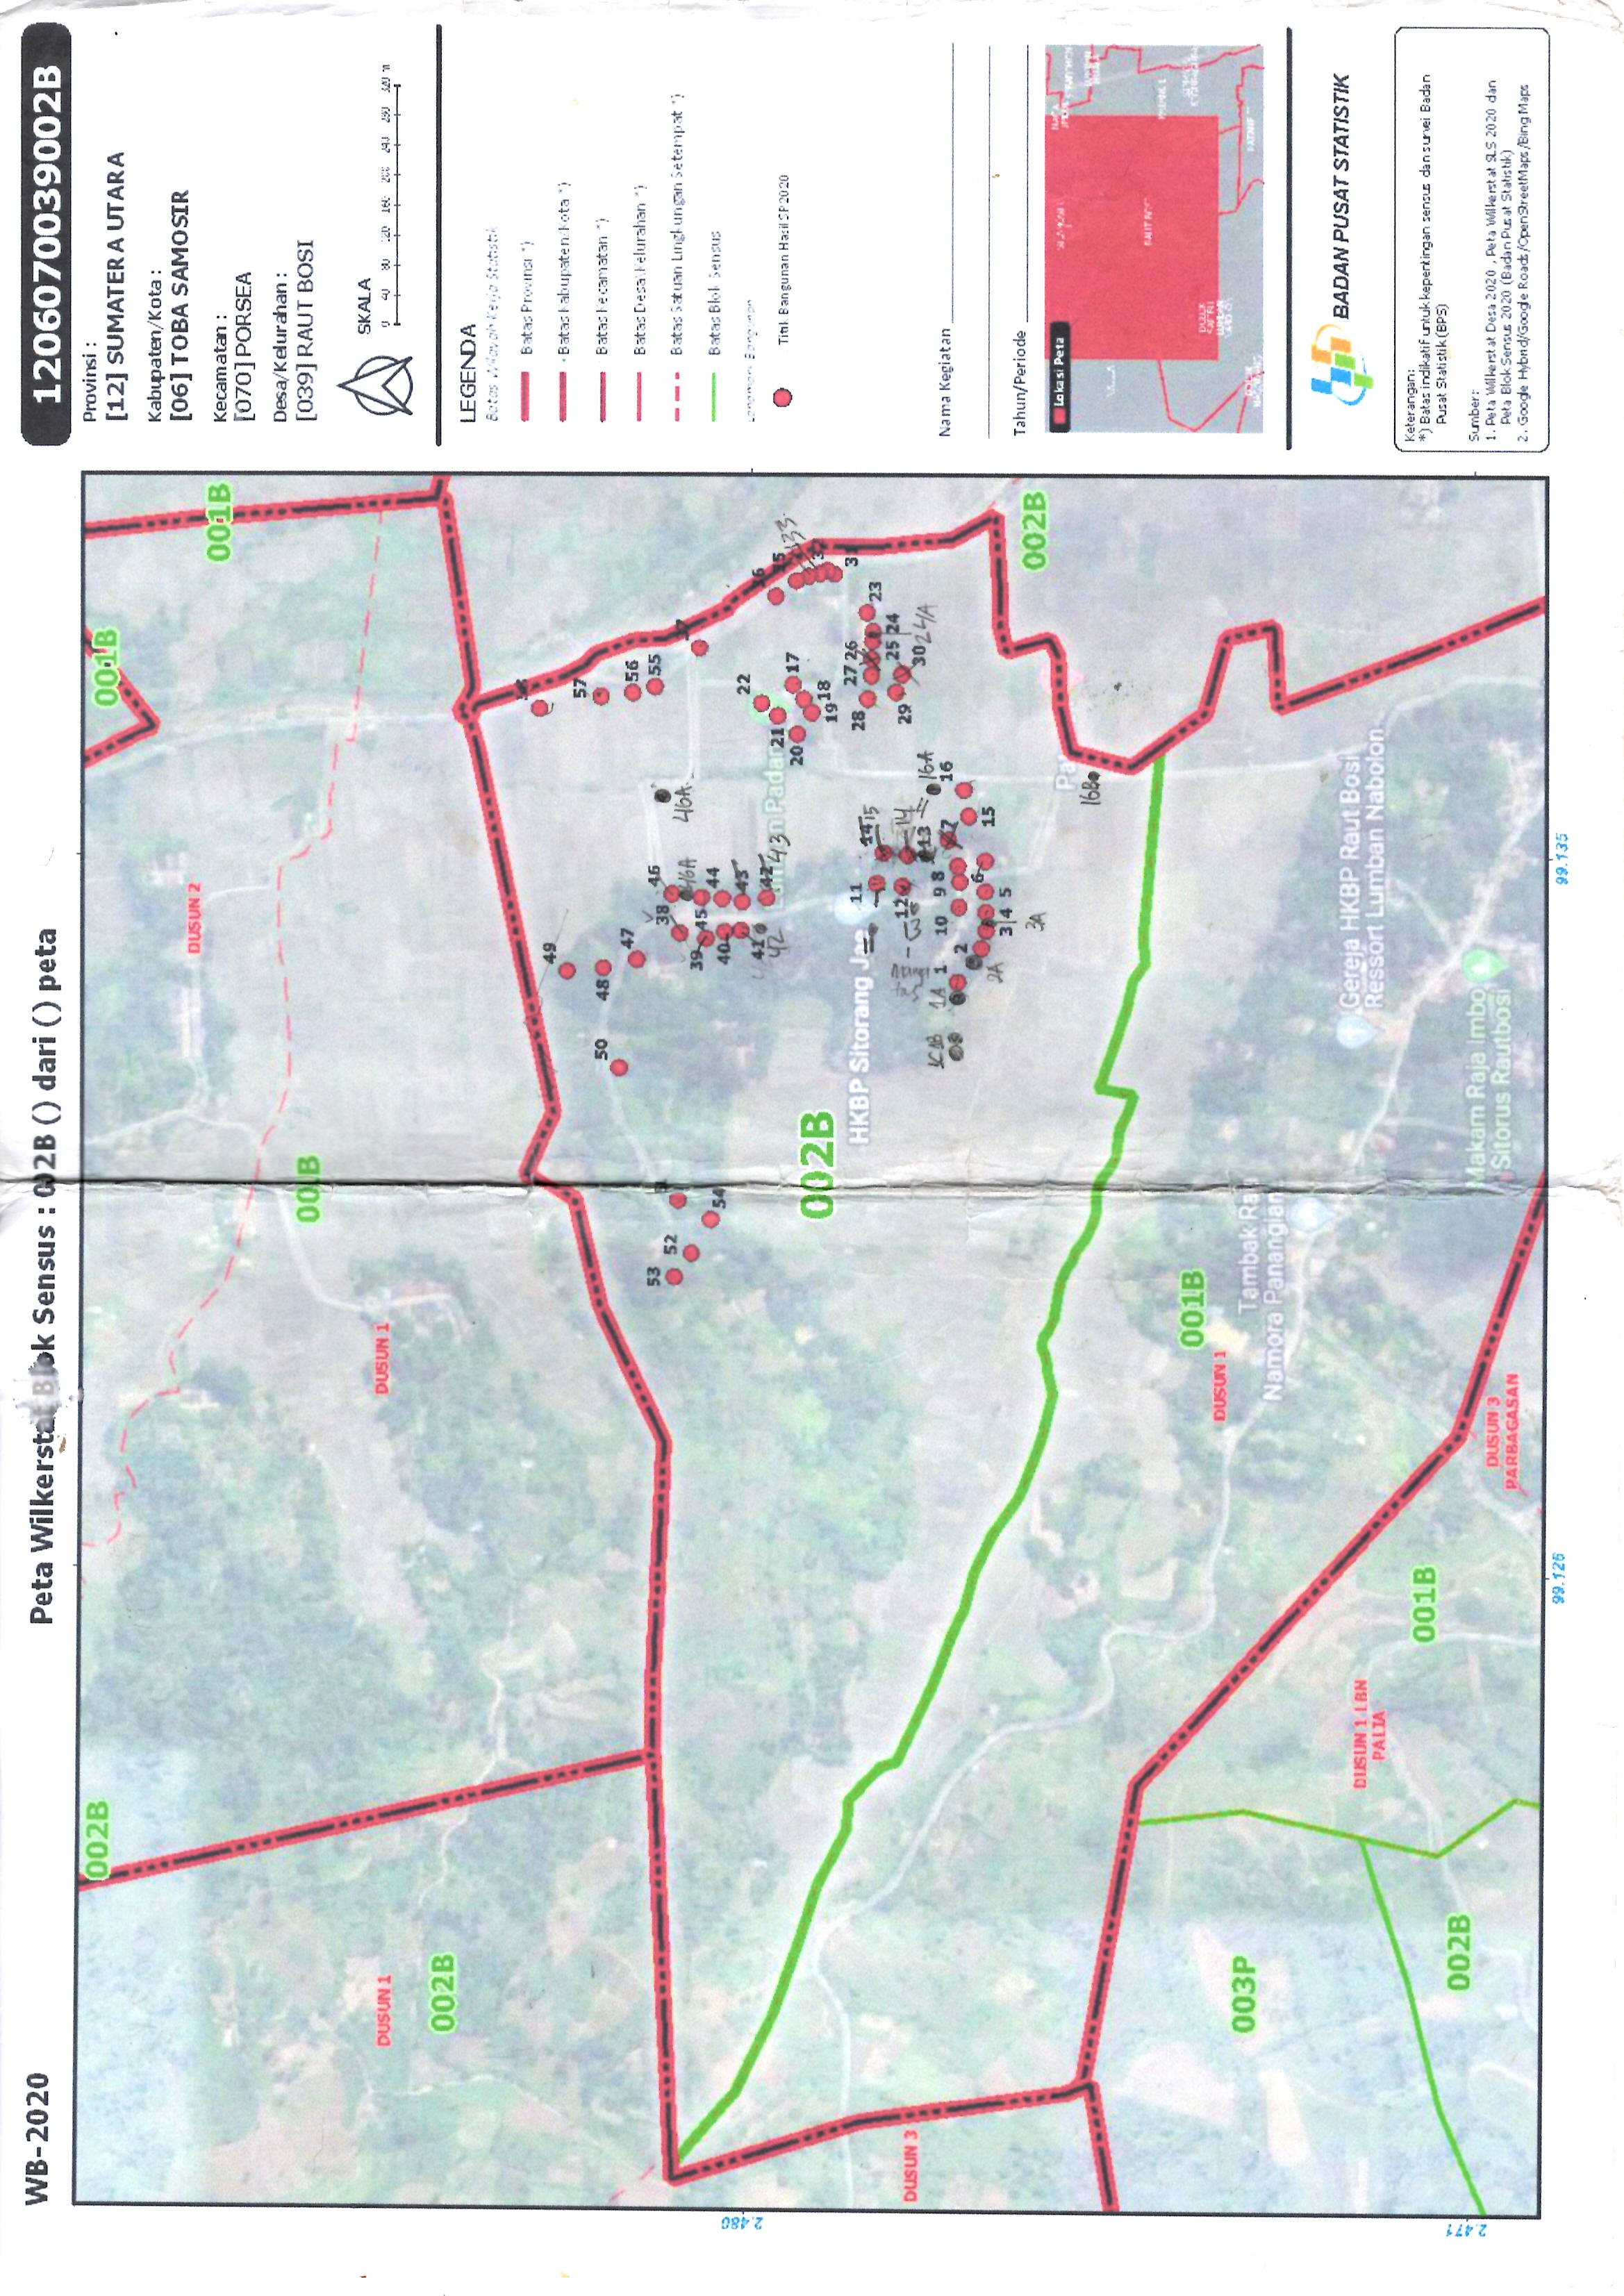 WB-2020
Peta Wilkerstat Blok Sensus : 002B () dari () peta
1206070039002B
Provinsi :
[12] SUMATERA UTARA
Kabupaten/Kota :
[06] TOBA SAMOSIR
Kecamatan :
[070] PORSEA
Desa/Kelurahan :
[039] RAUT BOSI
SKALA
0 40 80 120 160 200 240 280 320 m
LEGENDA
Batas Wilayah Kerja Statistik
Batas Provinsi *)
Batas Kabupaten/Kota *)
Batas Kecamatan *)
Batas Desa/Kelurahan *)
Batas Satuan Lingkungan Setempat *)
Batas Blok Sensus
Titik Bangunan Hasil SP2020
Nama Kegiatan
Tahun/Periode
Lokasi Peta
RAUT BOSI
BADAN PUSAT STATISTIK
Keterangan:
*) Batas indikatif untuk kepentingan sensus dan survei Badan
Pusat Statistik (BPS)
Sumber:
1. Peta Wilkerstat Desa 2020 , Peta Wilkerstat SLS 2020 dan
Peta Blok Sensus 2020 (Badan Pusat Statistik)
2. Google Hybrid/Google Roads/OpenStreetMaps/Bing Maps
002B
001B
DUSUN 2
001B
DUSUN 1
DUSUN 1
002B
49
57
50
48
47
56
55
53
52
38
46
46A
46A
54
39
45
40
44
43
41
42
42
43
22
21
20
17
18
19
002B
HKBP Sitorang Jae
11
14
15
28
27
26
23
31
33
DUSUN 3
12
14
29
25
24
30
24A
13
16A
1C
1B
1A
1
10
9
8
7
16
2
6
15
2A
3
4
5
3A
002B
16B
001B
DUSUN 1
003P
Tambak Raja
Namora Panangian
DUSUN 1 LBN
PALIA
Gereja HKBP Raut Bosi
Ressort Lumban Nabolon
001B
002B
DUSUN 3
PARBAGASAN
Makam Raja Imbo
Sitorus Rautbosi
2.480
2.471
99.126
99.135